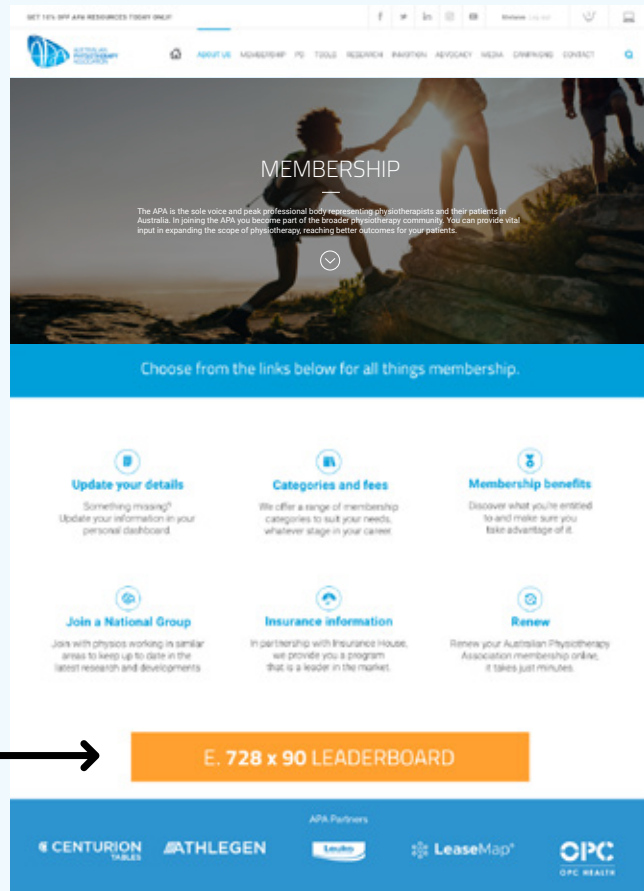 GET 10% OFF APA RESOURCES TODAY ONLY!
AUSTRALIAN
PHYSIOTHERAPY
ASSOCIATION
ABOUT US MEMBERSHIP PD TOOLS RESEARCH ADVOCACY MEDIA CAMPAIGNS CONTACT
MEMBERSHIP
The APA is the sole voice and peak professional body representing physiotherapists and their patients in
Australia. In joining the APA you become part of the broader physiotherapy community. You can provide vital
input in expanding the scope of physiotherapy, reaching better outcomes for your patients.
Choose from the links below for all things membership.
Update your details
Something missing?
Update your information in your
personal dashboard.
Categories and fees
We offer a range of membership
categories to suit your needs,
whatever stage in your career.
Membership benefits
Discover what you're entitled
to and make sure you
take advantage of it.
Join a National Group
Join with physios working in similar
areas to keep up to date in the
latest research and developments.
Insurance information
In partnership with Insurance House,
we provide you a program
that is a leader in the market.
Renew
Renew your Australian Physiotherapy
Association membership online,
it takes just minutes.
E. 728 x 90 LEADERBOARD
APA Partners
CENTURION
TABLES
ATHLEGEN
Leuko
LeaseMap
OPC
OPC HEALTH